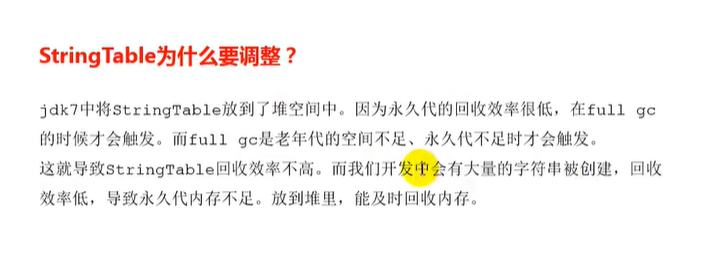 StringTable为什么要调整？
jdk7中将StringTable放到了堆空间中。因为永久代的回收效率很低，在full gc
的时候才会触发。而full gc是老年代的空间不足、永久代不足时才会触发。
这就导致StringTable回收效率不高。而我们开发中会有大量的字符串被创建，回收
效率低，导致永久代内存不足。放到堆里，能及时回收内存。